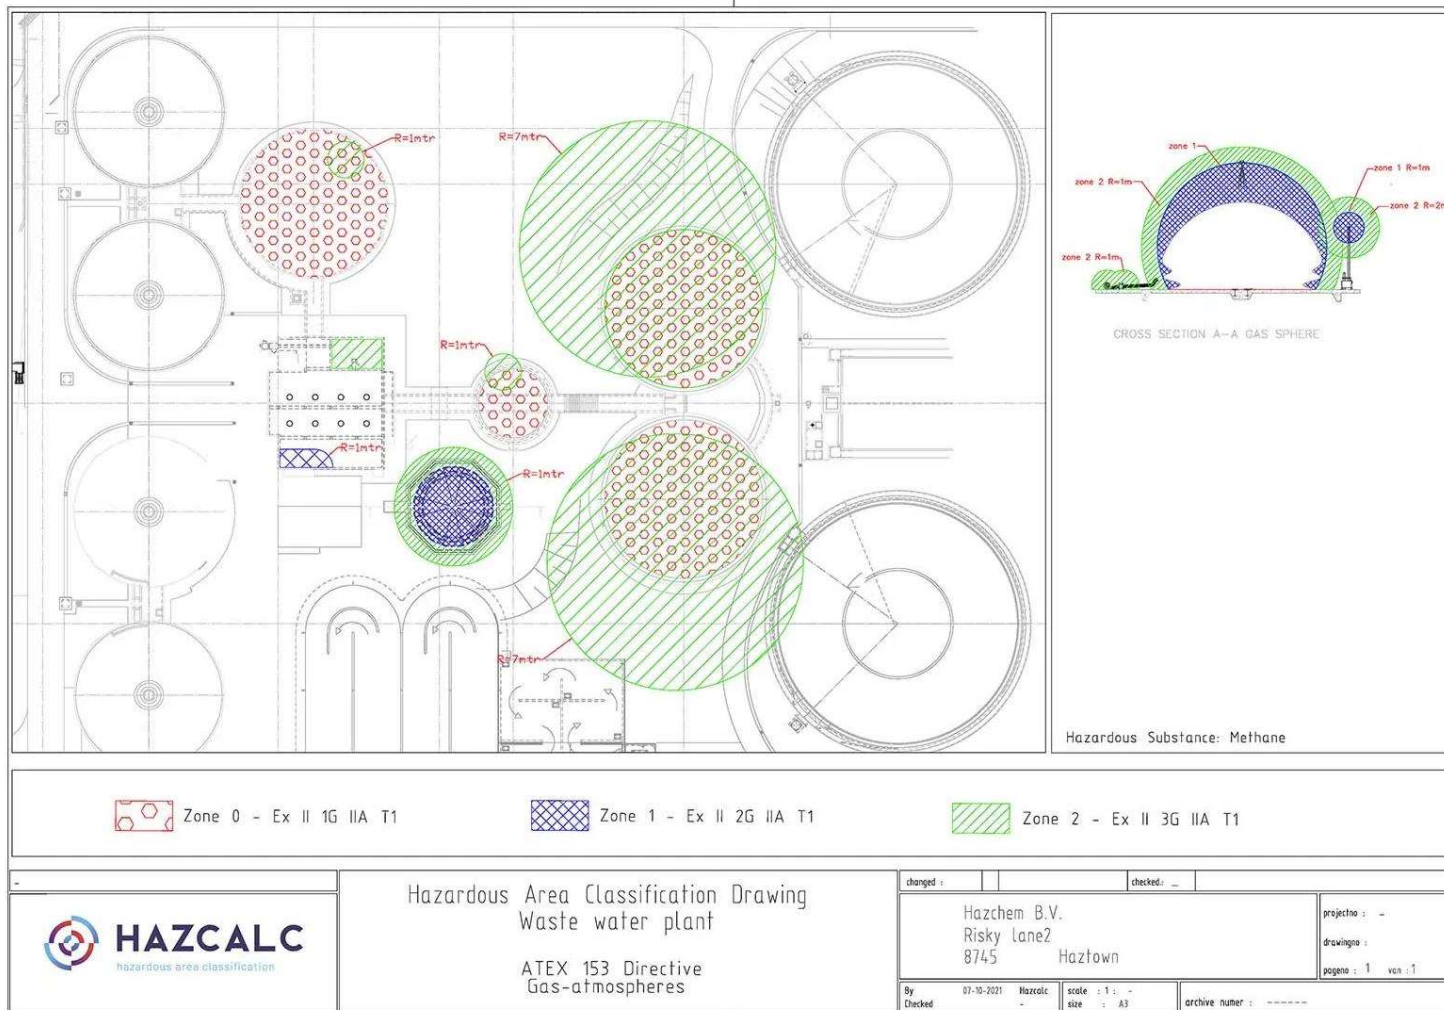 R=1mtr
R=7mtr
R=1mtr
R=1mtr
R=1mtr
R=7mtr
zone 1
zone 1 R=1m
zone 2 R=1m
zone 2 R=2m
zone 2 R=1m
CROSS SECTION A-A GAS SPHERE
Hazardous Substance: Methane
Zone 0 - Ex II 1G IIA T1
Zone 1 - Ex II 2G IIA T1
Zone 2 - Ex II 3G IIA T1
HAZCALC
hazardous area classification
Hazardous Area Classification Drawing
Waste water plant
ATEX 153 Directive
Gas-atmospheres
changed :
checked: _
Hazchem B.V.
Risky lane2
8745 Haztown
projectno : -
drawingno :
pageno : 1 van : 1
By 07-10-2021 Hazcalc
Checked -
scale : 1 : -
size : A3
archive numer : ------